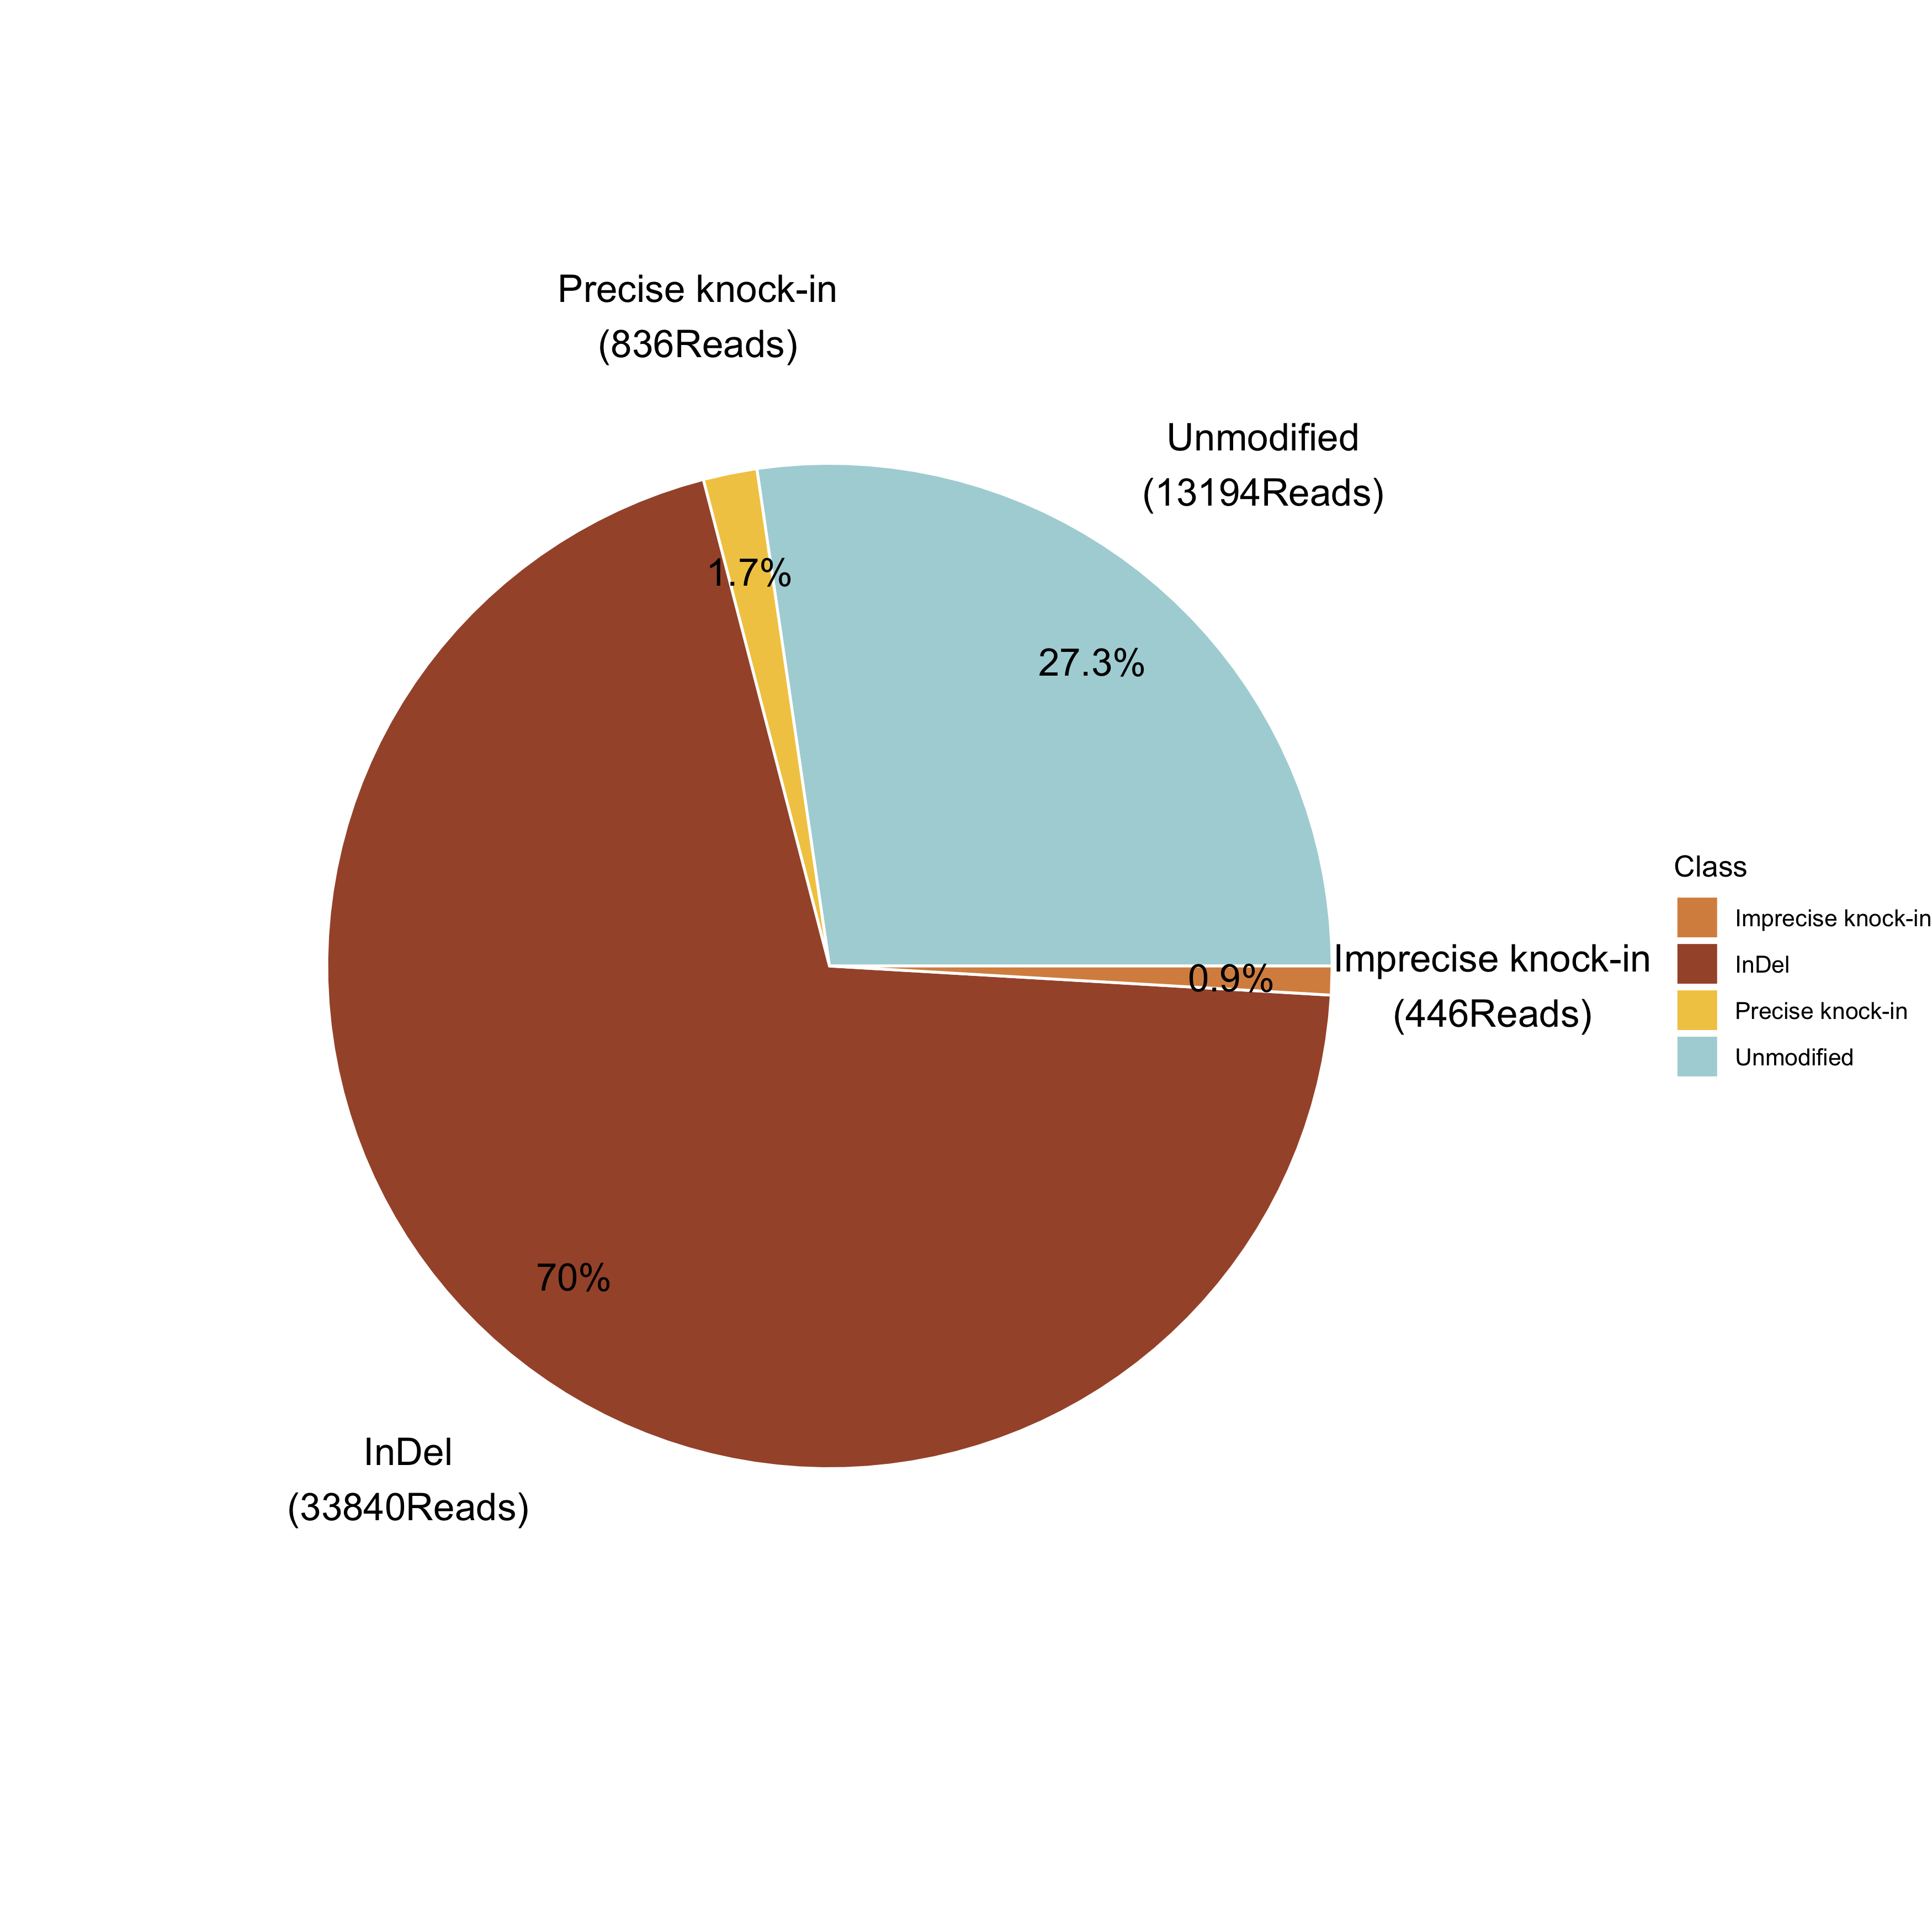 Precise knock-in
(836Reads)
Unmodified
(13194Reads)
1.7%
27.3%
Imprecise knock-in
(446Reads)
0.9%
70%
InDel
(33840Reads)
Class
Imprecise knock-in
InDel
Precise knock-in
Unmodified